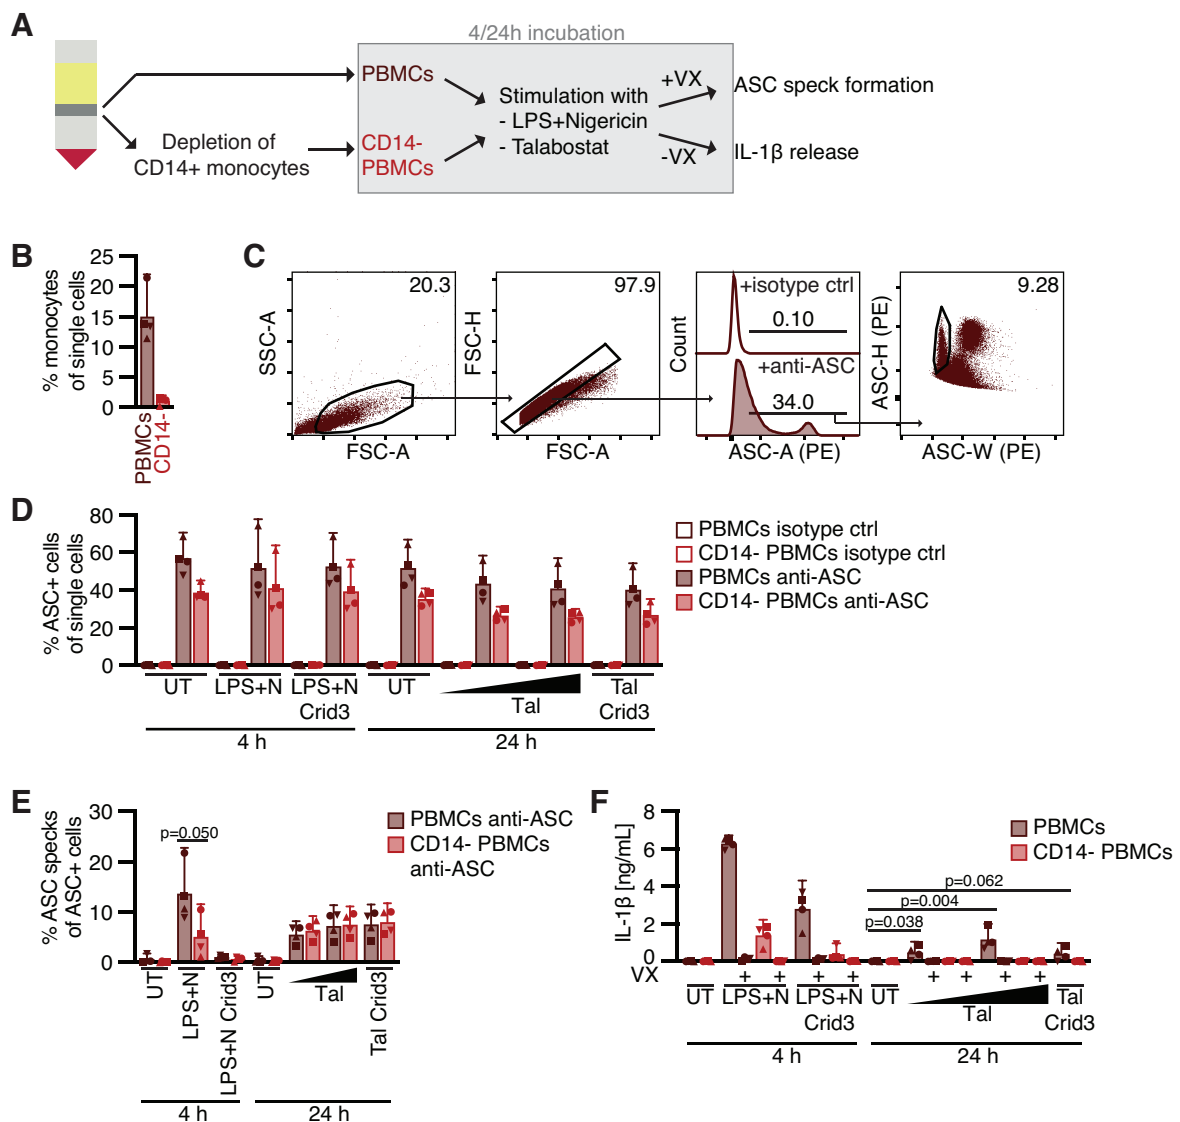 A
4/24h incubation
PBMCs
Depletion of
CD14+ monocytes
CD14-
PBMCs
Stimulation with
- LPS+Nigericin
- Talabostat
+VX
-VX
ASC speck formation
IL-1β release
B
% monocytes
of single cells
25
20
15
10
5
0
PBMCs
CD14-
C
SSC-A
20.3
FSC-A
FSC-H
97.9
FSC-A
Count
+isotype ctrl
0.10
+anti-ASC
34.0
ASC-A (PE)
ASC-H (PE)
9.28
ASC-W (PE)
D
% ASC+ cells
of single cells
80
60
40
20
0
UT
LPS+N
LPS+N
Crid3
UT
Tal
Tal
Crid3
4 h
24 h
PBMCs isotype ctrl
CD14- PBMCs isotype ctrl
PBMCs anti-ASC
CD14- PBMCs anti-ASC
E
% ASC specks
of ASC+ cells
30
20
10
0
p=0.050
UT
LPS+N
LPS+N Crid3
UT
Tal
Tal Crid3
4 h
24 h
PBMCs anti-ASC
CD14- PBMCs
anti-ASC
F
IL-1β [ng/mL]
8
6
4
2
0
PBMCs
CD14- PBMCs
p=0.062
p=0.004
p=0.038
VX
+ + + + + + + +
UT
LPS+N
LPS+N
Crid3
UT
Tal
Tal
Crid3
4 h
24 h